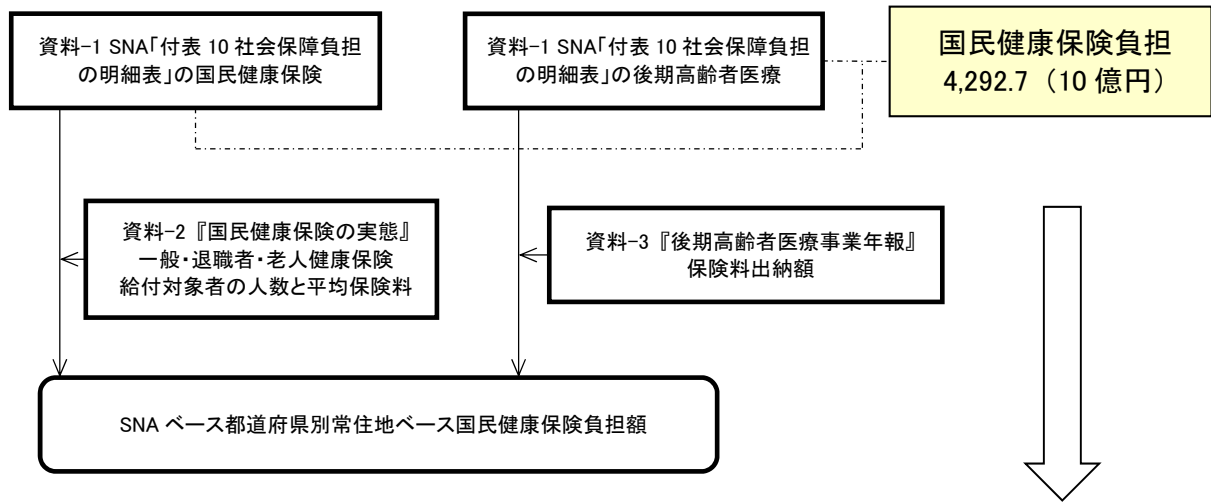 資料-1 SNA「付表 10 社会保障負担
の明細表」の国民健康保険
資料-1 SNA「付表 10 社会保障負担
の明細表」の後期高齢者医療
国民健康保険負担
4,292.7（10 億円）
資料-2『国民健康保険の実態』
一般・退職者・老人健康保険
給付対象者の人数と平均保険料
資料-3『後期高齢者医療事業年報』
保険料出納額
SNA ベース都道府県別常住地ベース国民健康保険負担額